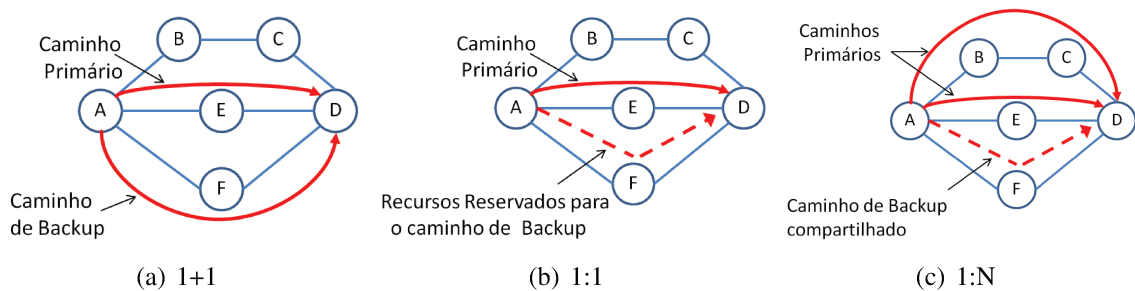 Caminho
Primário
A
B
C
D
E
F
Caminho
de Backup
(a) 1+1
Caminho
Primário
A
B
C
D
E
F
Recursos Reservados para
o caminho de Backup
(b) 1:1
Caminhos
Primários
A
B
C
D
E
F
Caminho de Backup
compartilhado
(c) 1:N